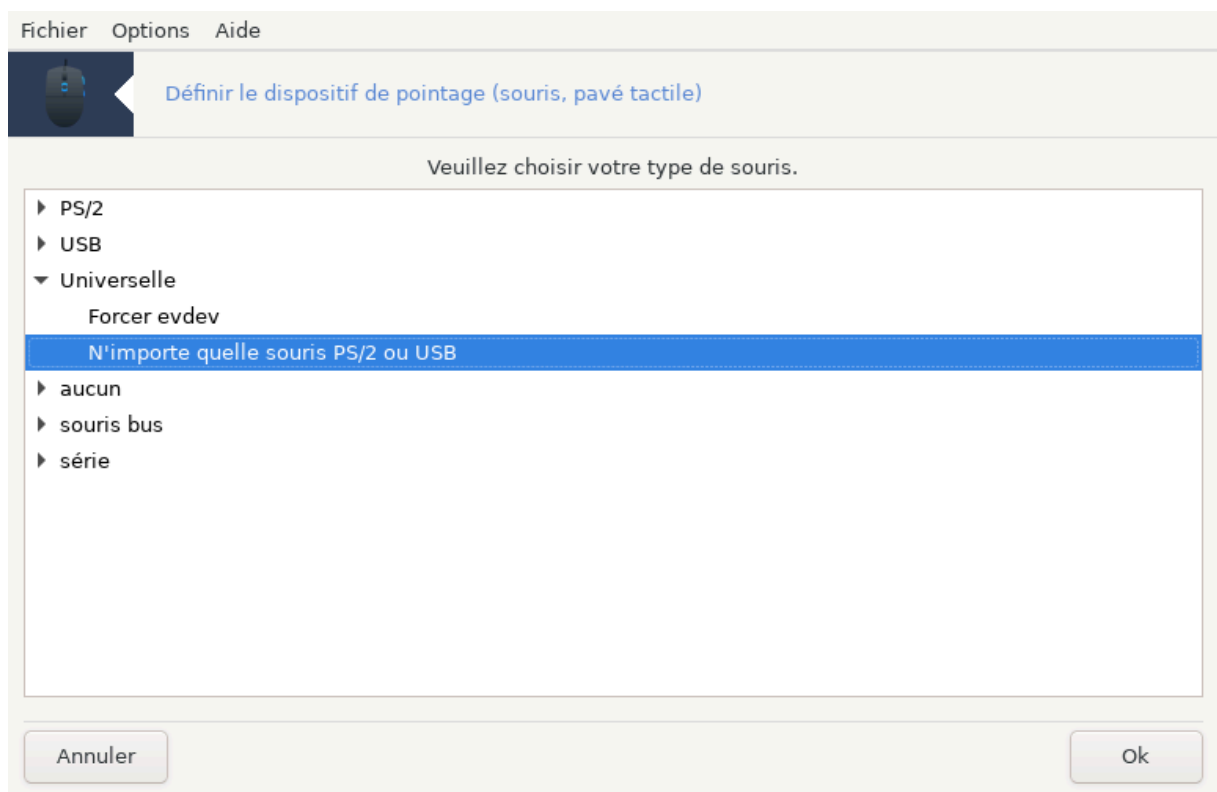 Fichier Options Aide
Définir le dispositif de pointage (souris, pavé tactile)
Veuillez choisir votre type de souris.
PS/2
USB
Universelle
Forcer evdev
N'importe quelle souris PS/2 ou USB
aucun
souris bus
série
Annuler Ok